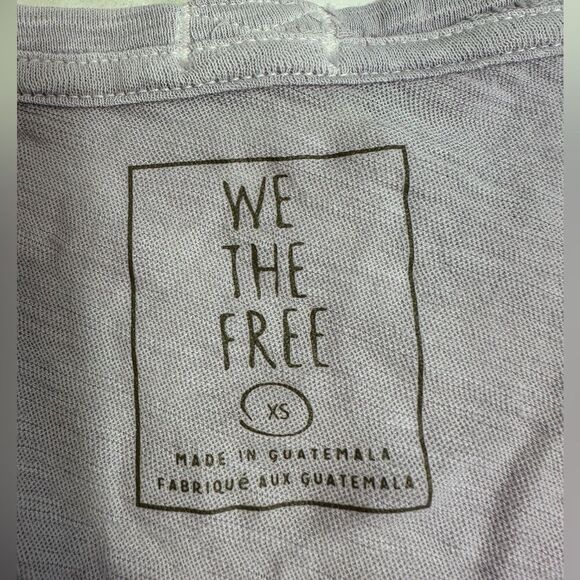 WE
THE
FREE
XS
MADE IN GUATEMALA
FABRIQUé AUX GUATEMALA